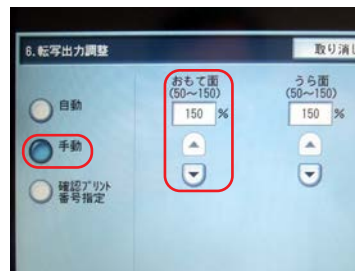 6.転写出力調整
取り消し
自動
手動
確認プリント
番号指定
おもて面
(50～150)
150 %
うら面
(50～150)
150 %